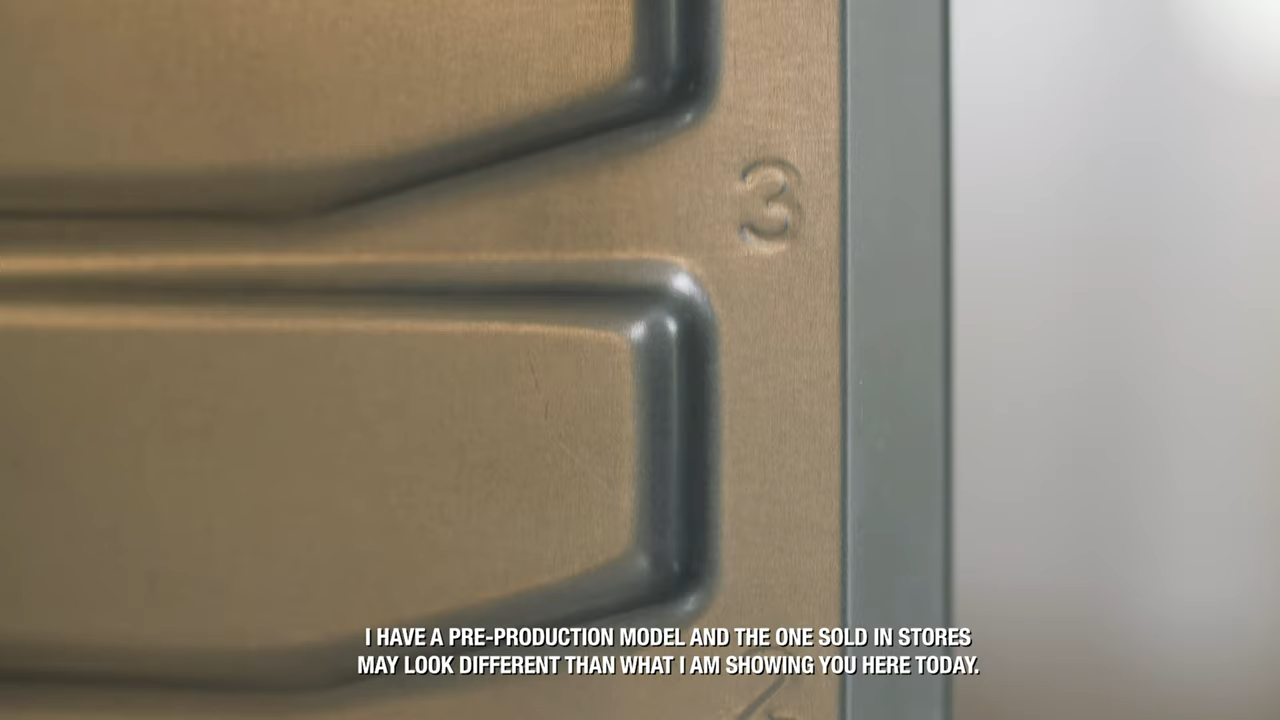 3
I HAVE A PRE-PRODUCTION MODEL AND THE ONE SOLD IN STORES
MAY LOOK DIFFERENT THAN WHAT I AM SHOWING YOU HERE TODAY.